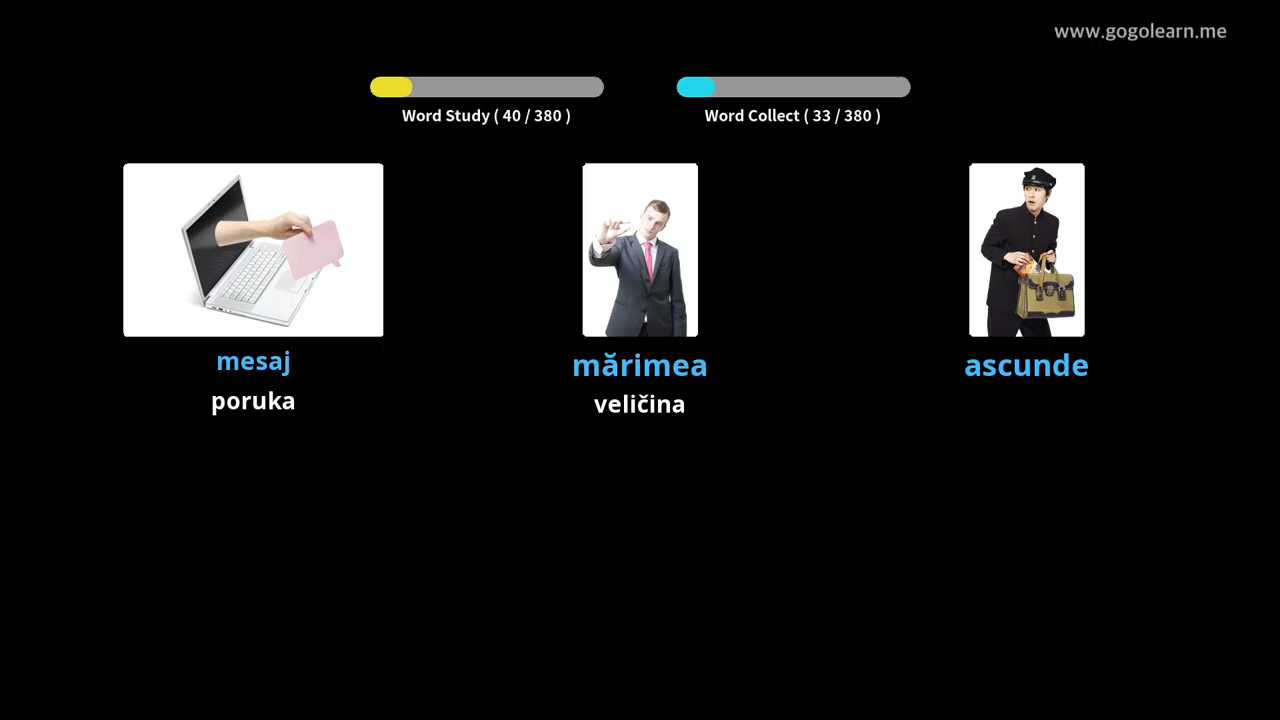 www.gogolearn.me
Word Study ( 40 / 380 )
Word Collect ( 33 / 380 )
mesaj
poruka
mărimea
veličina
ascunde